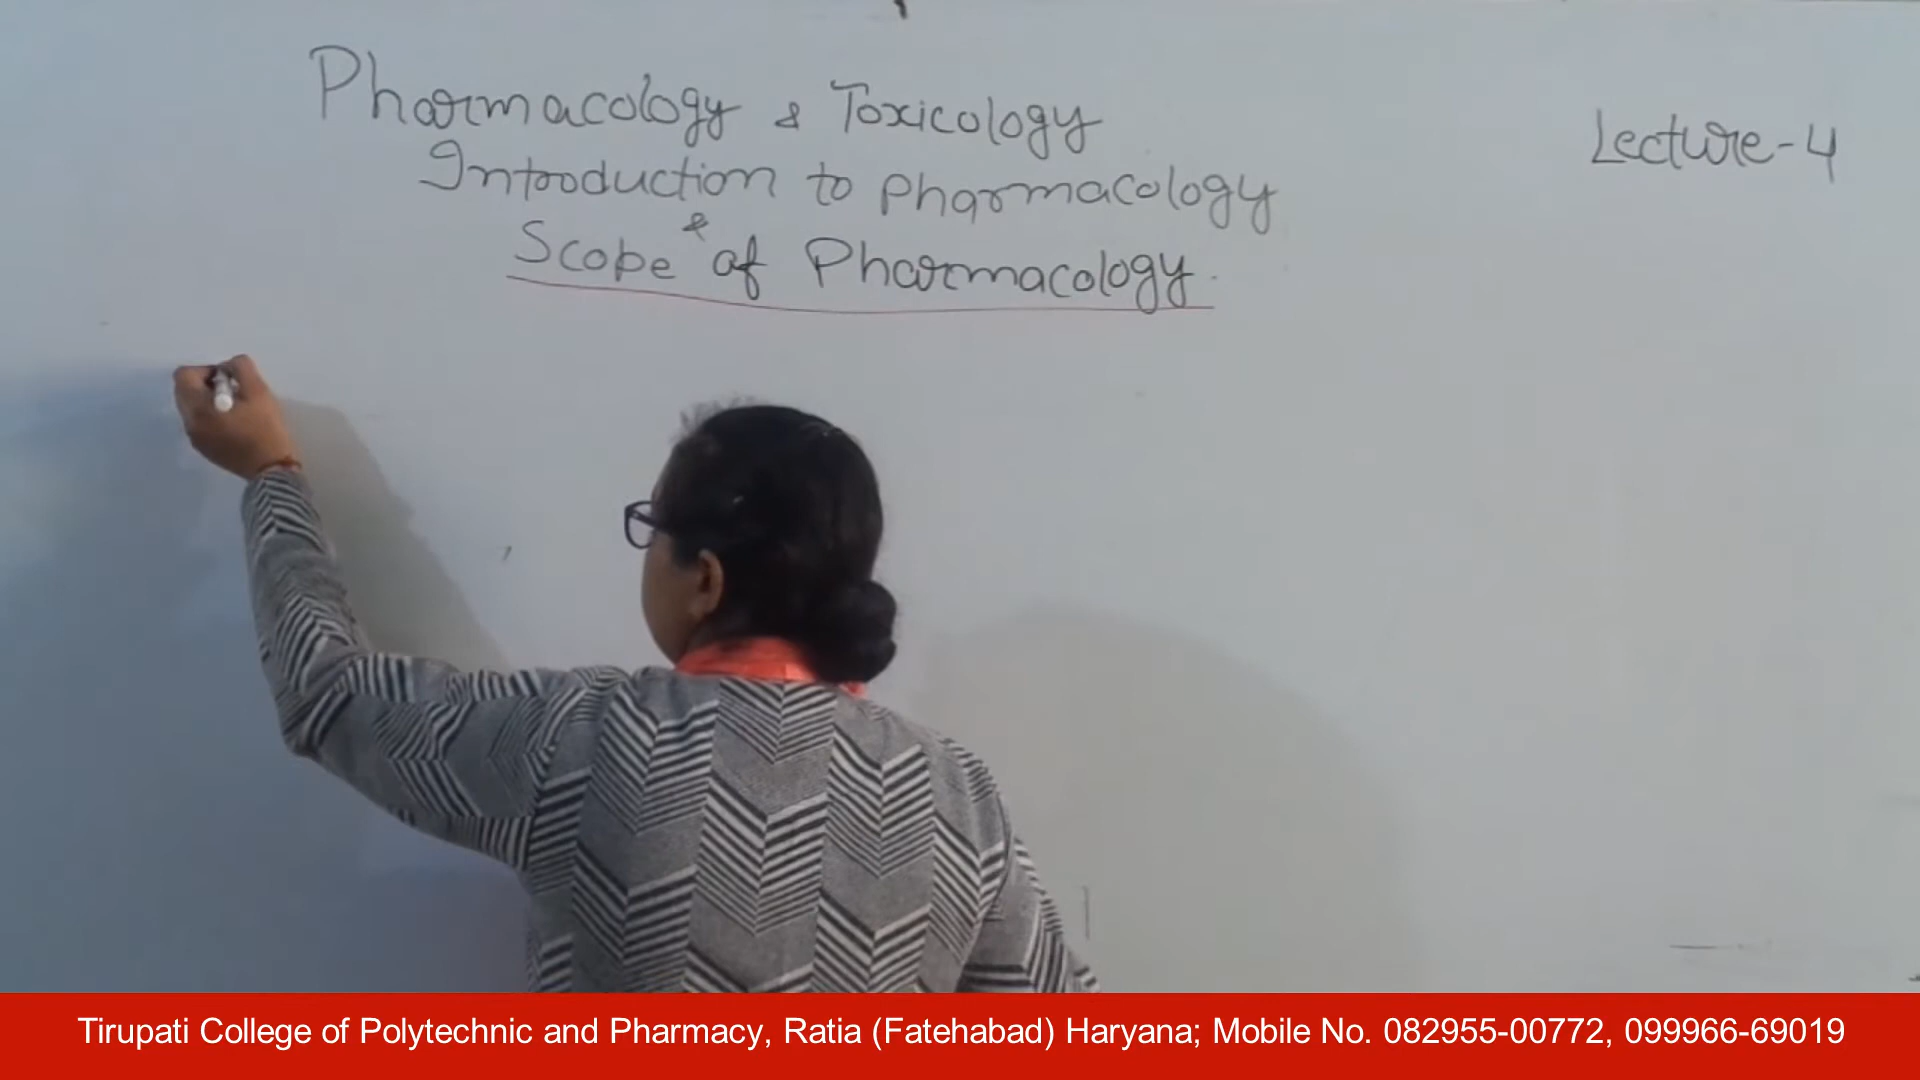 Pharmacology & Toxicology
Lecture-4
Introduction to Pharmacology
&
Scope of Pharmacology.
Tirupati College of Polytechnic and Pharmacy, Ratia (Fatehabad) Haryana; Mobile No. 082955-00772, 099966-69019